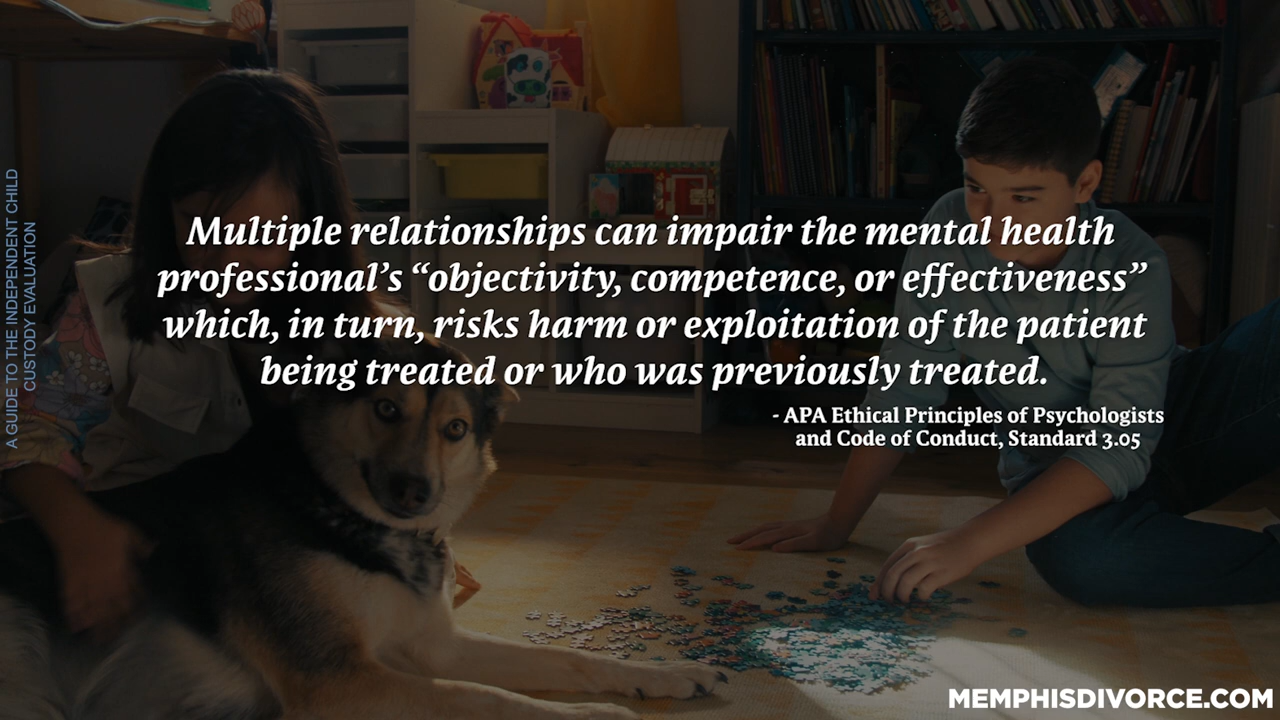 A GUIDE TO THE INDEPENDENT CHILD
CUSTODY EVALUATION
Multiple relationships can impair the mental health
professional’s “objectivity, competence, or effectiveness”
which, in turn, risks harm or exploitation of the patient
being treated or who was previously treated.
- APA Ethical Principles of Psychologists
and Code of Conduct, Standard 3.05
MEMPHISDIVORCE.COM